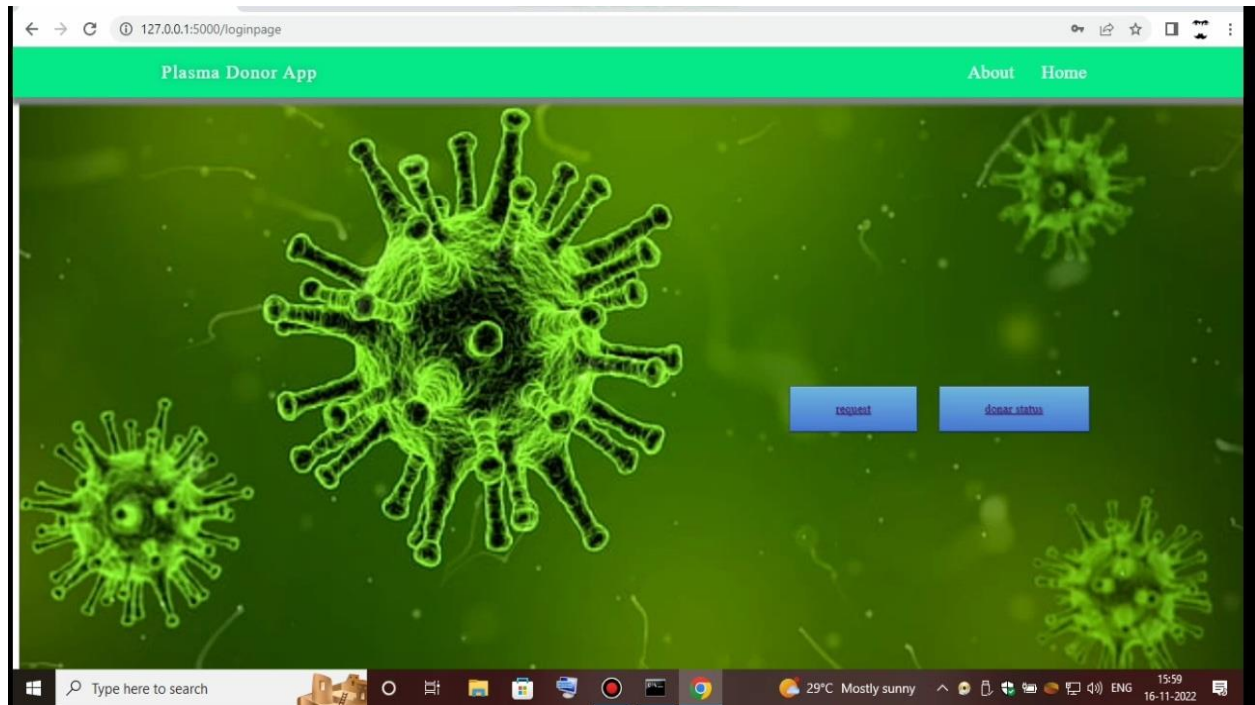 127.0.0.1:5000/loginpage
Plasma Donor App
About Home
request donar status
Type here to search
29°C Mostly sunny
ENG
15:59
16-11-2022